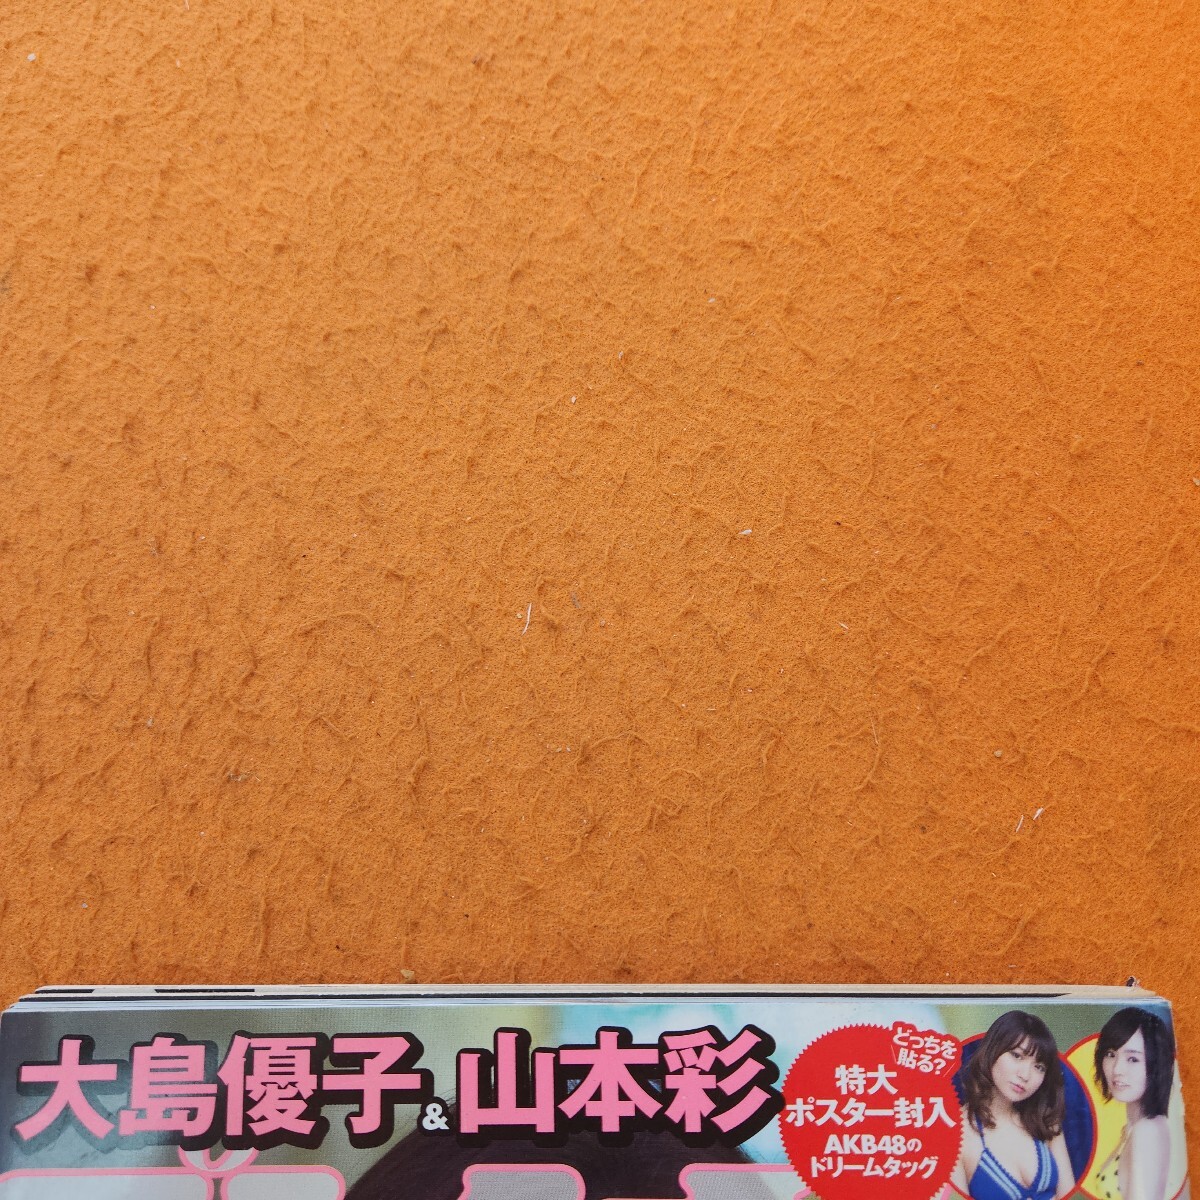 大島優子&山本彩
どっちを
貼る?
特大
ポスター封入
AKB48の
ドリームタッグ